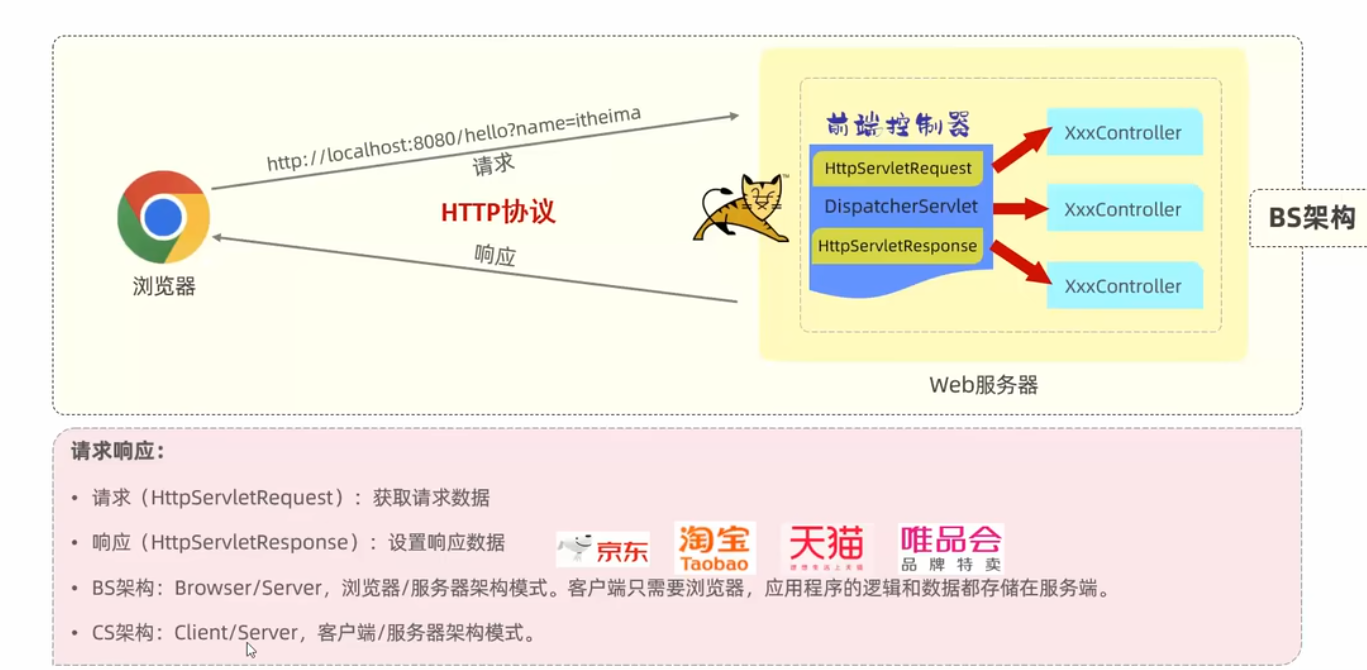 http://localhost:8080/hello?name=itheima
请求
HTTP协议
响应
浏览器
前端控制器
HttpServletRequest
DispatcherServlet
HttpServletResponse
XxxController
XxxController
XxxController
TM
Web服务器
BS架构
请求响应：
• 请求（HttpServletRequest）：获取请求数据
• 响应（HttpServletResponse）：设置响应数据
京东
淘宝
Taobao
天猫
唯品会
品牌特卖
• BS架构：Browser/Server，浏览器/服务器架构模式。客户端只需要浏览器，应用程序的逻辑和数据都存储在服务端。
• CS架构：Client/Server，客户端/服务器架构模式。